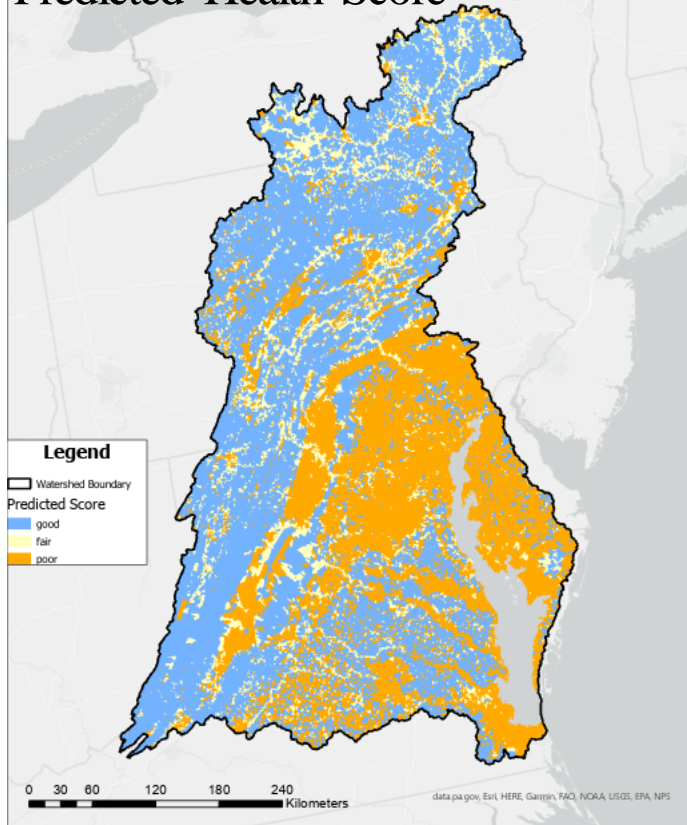 Predicted Health Score
Legend
Watershed Boundary
Predicted Score
good
fair
poor
0 30 60 120 180 240
Kilometers
data.pa.gov, Esri, HERE, Garmin, FAO, NOAA, USGS, EPA, NPS